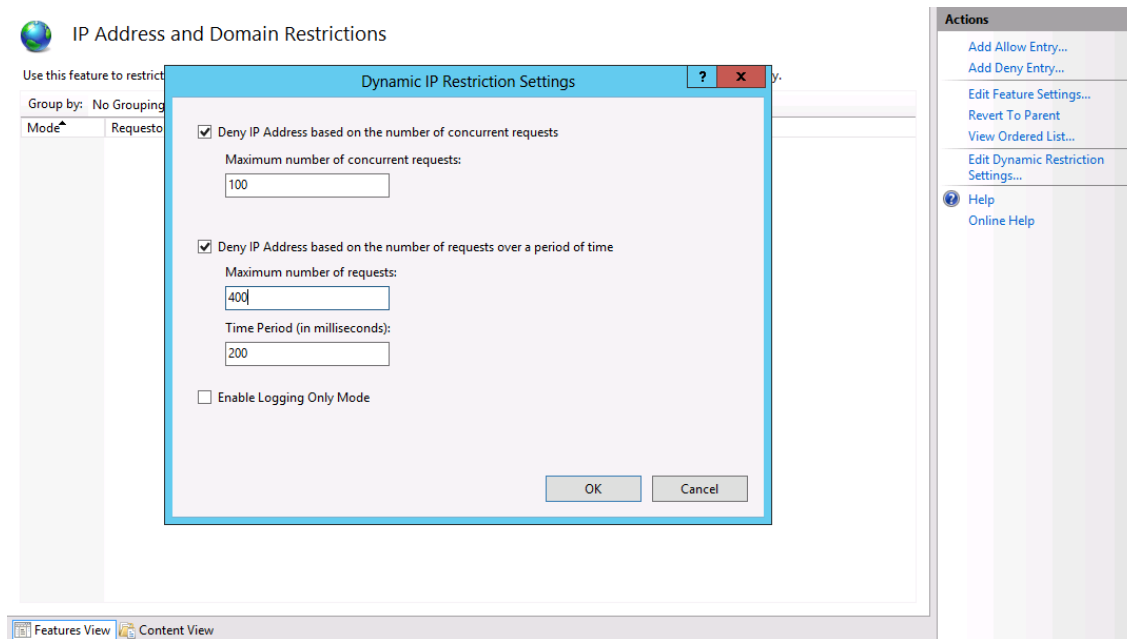 IP Address and Domain Restrictions
Use this feature to restrict
y.
Group by: No Grouping
Mode Requesto
Dynamic IP Restriction Settings
? x
Deny IP Address based on the number of concurrent requests
Maximum number of concurrent requests:
100
Deny IP Address based on the number of requests over a period of time
Maximum number of requests:
400
Time Period (in milliseconds):
200
Enable Logging Only Mode
OK Cancel
Features View Content View
Actions
Add Allow Entry...
Add Deny Entry...
Edit Feature Settings...
Revert To Parent
View Ordered List...
Edit Dynamic Restriction
Settings...
? Help
Online Help